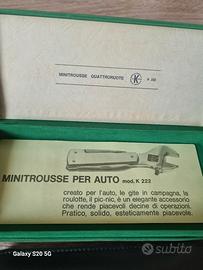 MINITROUSSE QUATTRORUOTE
K
MINITROUSSE PER AUTO mod. K 222
creato per l'auto, le gite in campagna, la
roulotte, il pic-nic, è un elegante accessorio
che rende piacevoli decine di operazioni.
Pratico, solido, esteticamente piacevole.
Galaxy S20 5G
subito